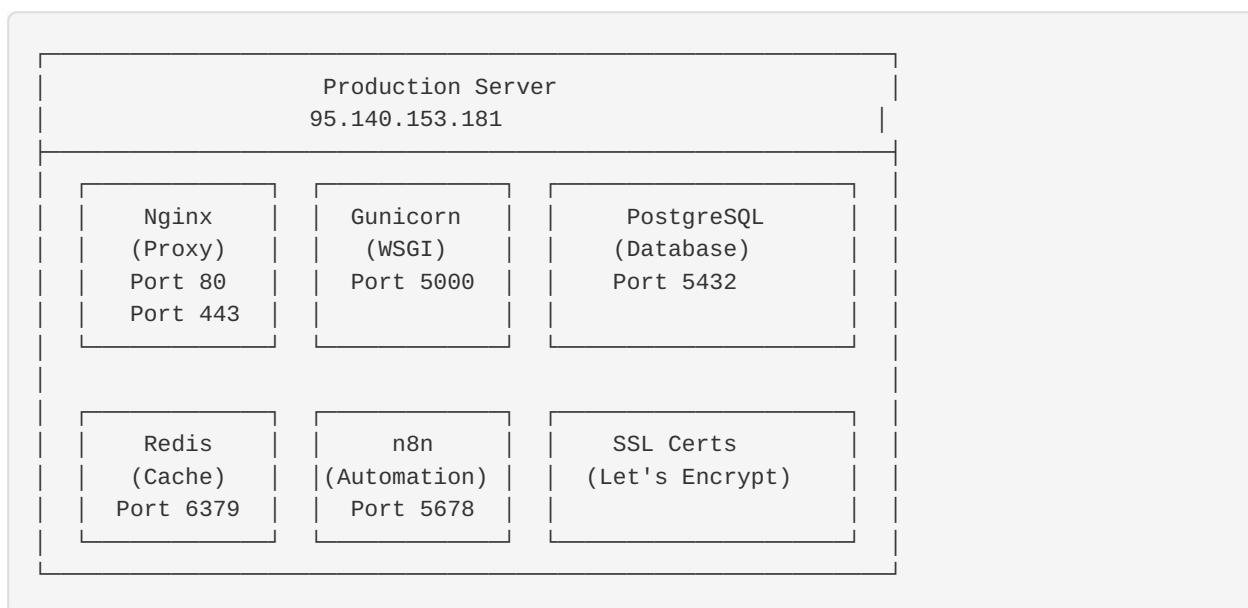 Production Server
95.140.153.181
Nginx Gunicorn PostgreSQL
(Proxy) (WSGI) (Database)
Port 80 Port 5000 Port 5432
Port 443
Redis n8n SSL Certs
(Cache) (Automation) (Let's Encrypt)
Port 6379 Port 5678